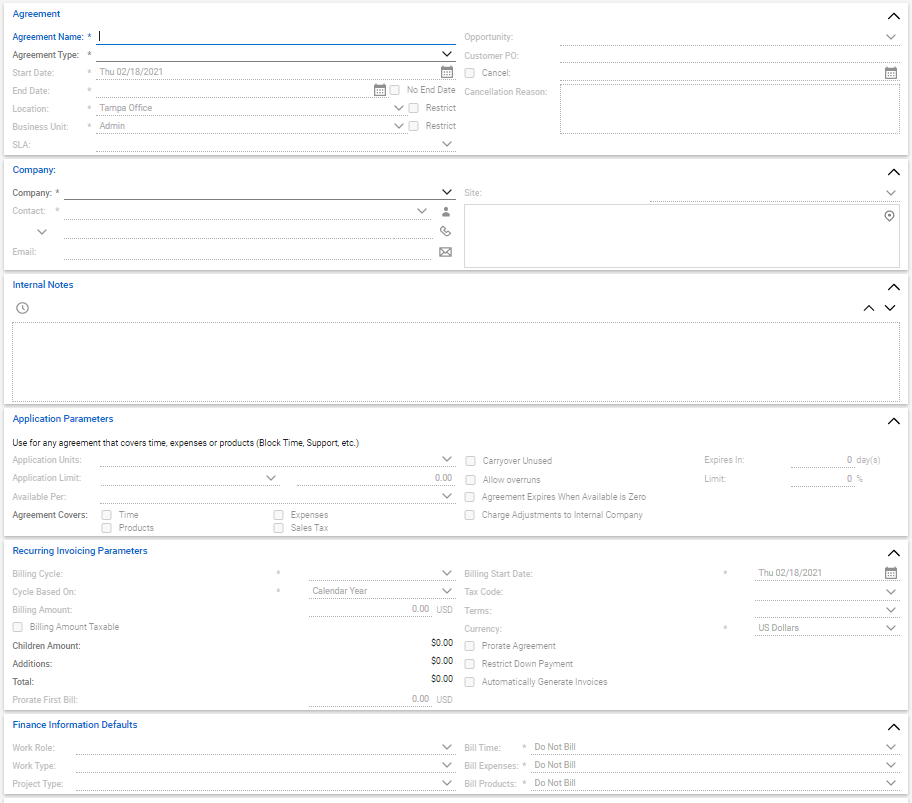 Agreement
Agreement Name: *
Opportunity:
Agreement Type: *
Customer PO:
Start Date: * Thu 02/18/2021
Cancel:
End Date: * No End Date
Cancellation Reason:
Location: * Tampa Office Restrict
Business Unit: * Admin Restrict
SLA:
Company:
Company: *
Site:
Contact: *
Email:
Internal Notes
Application Parameters
Use for any agreement that covers time, expenses or products (Block Time, Support, etc.)
Application Units:
Carryover Unused
Expires In: 0 day(s)
Application Limit: 0.00
Allow overruns
Limit: 0 %
Available Per:
Agreement Expires When Available is Zero
Agreement Covers: Time Expenses
Charge Adjustments to Internal Company
Products Sales Tax
Recurring Invoicing Parameters
Billing Cycle: *
Billing Start Date: * Thu 02/18/2021
Cycle Based On: * Calendar Year
Tax Code:
Billing Amount: 0.00 USD
Terms:
Billing Amount Taxable
Currency: * US Dollars
Children Amount: $0.00
Prorate Agreement
Additions: $0.00
Restrict Down Payment
Total: $0.00
Automatically Generate Invoices
Prorate First Bill: 0.00 USD
Finance Information Defaults
Work Role:
Bill Time: * Do Not Bill
Work Type:
Bill Expenses: * Do Not Bill
Project Type:
Bill Products: * Do Not Bill